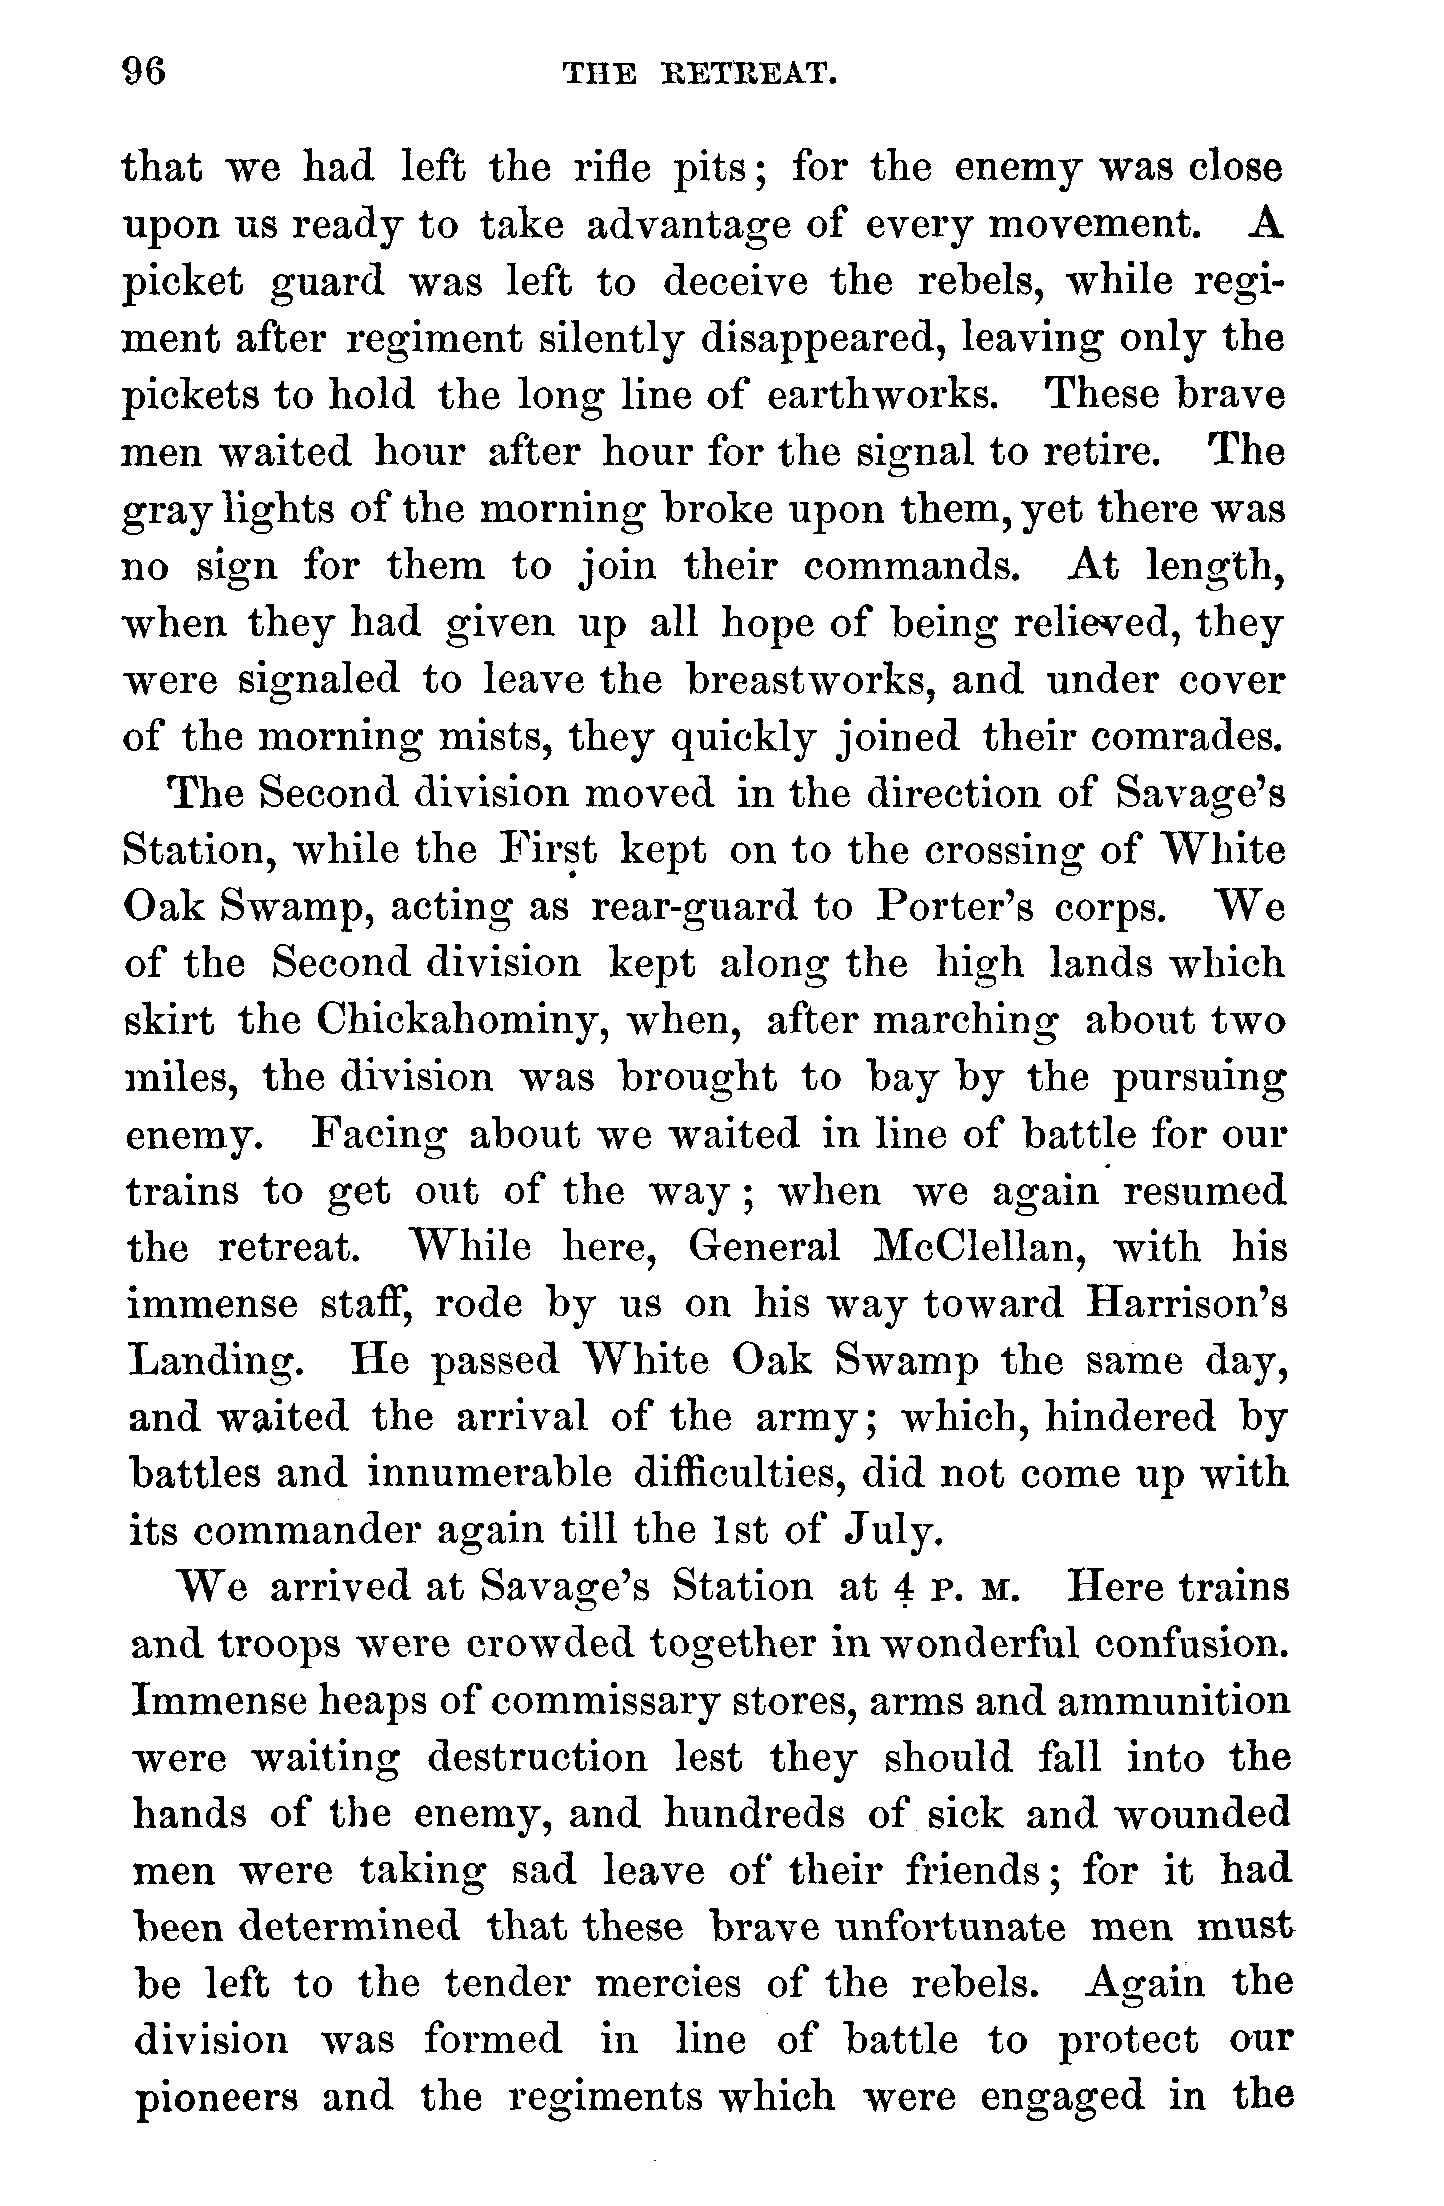 96 THE RETREAT.
that we had left the rifle pits; for the enemy was close
upon us ready to take advantage of every movement. A
picket guard was left to deceive the rebels, while regi-
ment after regiment silently disappeared, leaving only the
pickets to hold the long line of earthworks. These brave
men waited hour after hour for the signal to retire. The
gray lights of the morning broke upon them, yet there was
no sign for them to join their commands. At length,
when they had given up all hope of being relieved, they
were signaled to leave the breastworks, and under cover
of the morning mists, they quickly joined their comrades.
The Second division moved in the direction of Savage's
Station, while the First kept on to the crossing of White
Oak Swamp, acting as rear-guard to Porter's corps. We
of the Second division kept along the high lands which
skirt the Chickahominy, when, after marching about two
miles, the division was brought to bay by the pursuing
enemy. Facing about we waited in line of battle for our
trains to get out of the way; when we again resumed
the retreat. While here, General McClellan, with his
immense staff, rode by us on his way toward Harrison's
Landing. He passed White Oak Swamp the same day,
and waited the arrival of the army; which, hindered by
battles and innumerable difficulties, did not come up with
its commander again till the 1st of July.
We arrived at Savage's Station at 4 P. M. Here trains
and troops were crowded together in wonderful confusion.
Immense heaps of commissary stores, arms and ammunition
were waiting destruction lest they should fall into the
hands of the enemy, and hundreds of sick and wounded
men were taking sad leave of their friends; for it had
been determined that these brave unfortunate men must
be left to the tender mercies of the rebels. Again the
division was formed in line of battle to protect our
pioneers and the regiments which were engaged in the